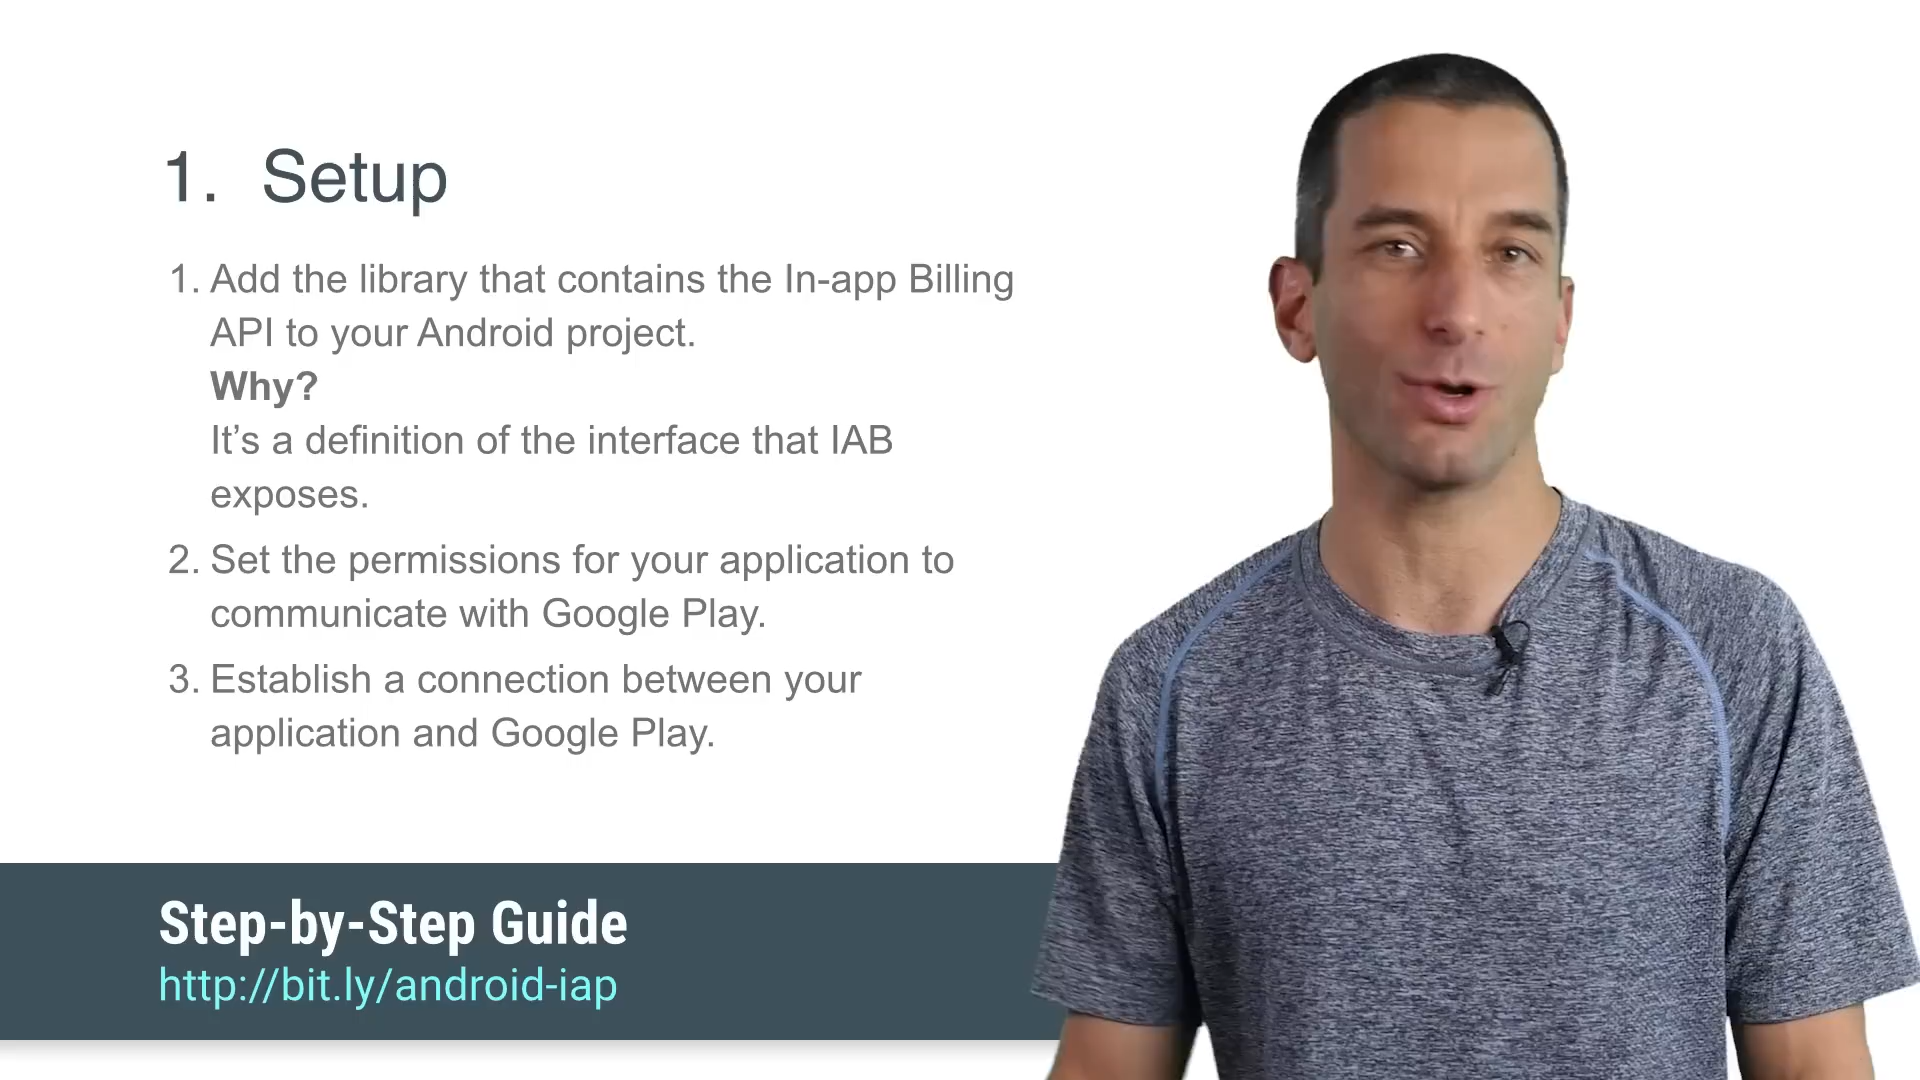 1. Setup
1. Add the library that contains the In-app Billing
API to your Android project.
Why?
It’s a definition of the interface that IAB
exposes.
2. Set the permissions for your application to
communicate with Google Play.
3. Establish a connection between your
application and Google Play.
Step-by-Step Guide
http://bit.ly/android-iap